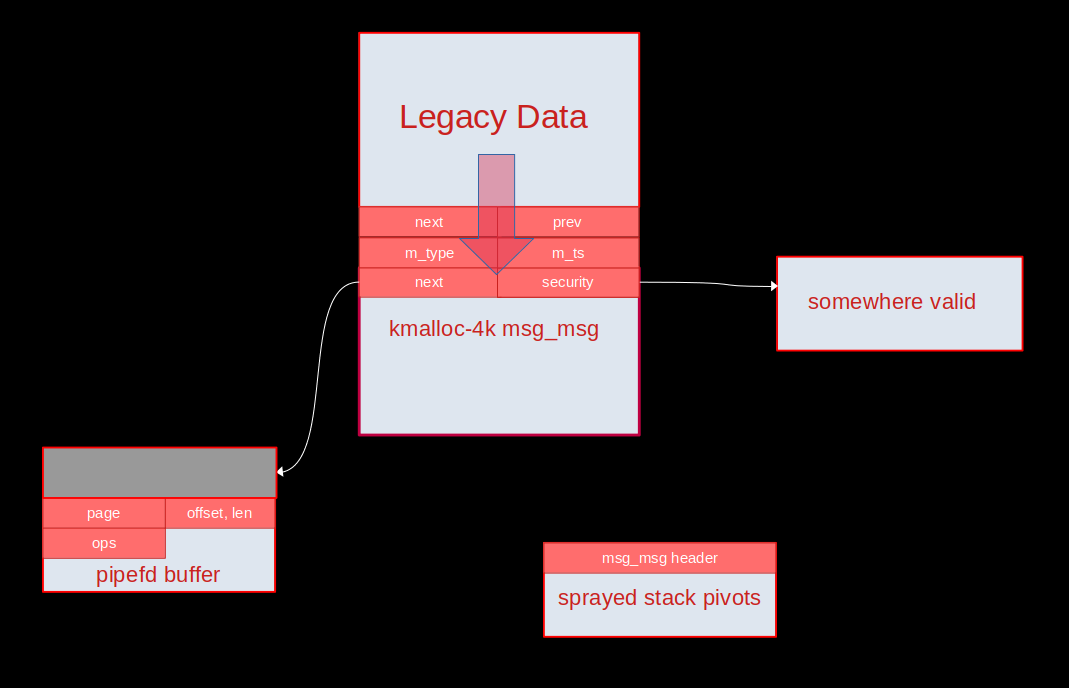 Legacy Data
next
prev
m_type
m_ts
next
security
kmalloc-4k msg_msg
somewhere valid
page
offset, len
ops
pipefd buffer
msg_msg header
sprayed stack pivots